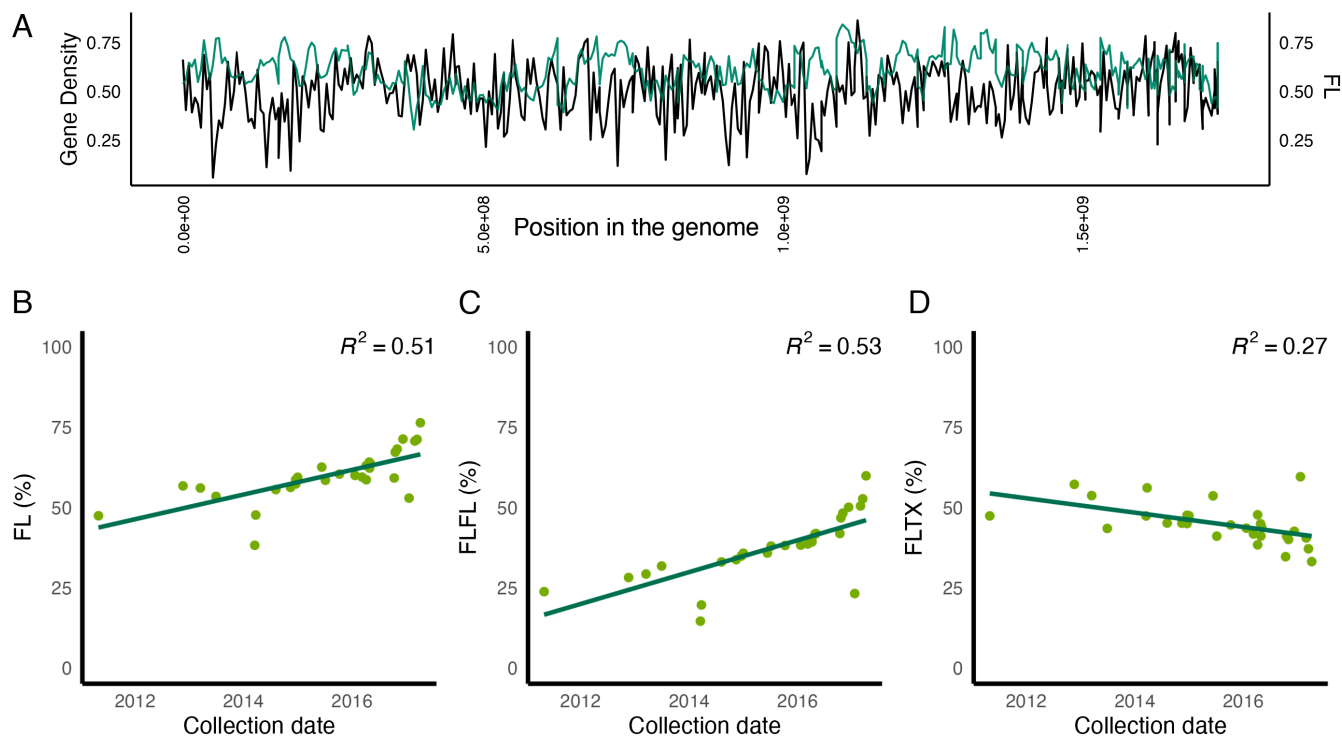 A
Gene Density
0.75
0.50
0.25
0.75
0.50
0.25
FL
0.0e+00
5.0e+08
1.0e+09
1.5e+09
Position in the genome
B
R² = 0.51
FL (%)
100
75
50
25
0
2012
2014
2016
Collection date
C
R² = 0.53
FLFL (%)
100
75
50
25
0
2012
2014
2016
Collection date
D
R² = 0.27
FLTX (%)
100
75
50
25
0
2012
2014
2016
Collection date